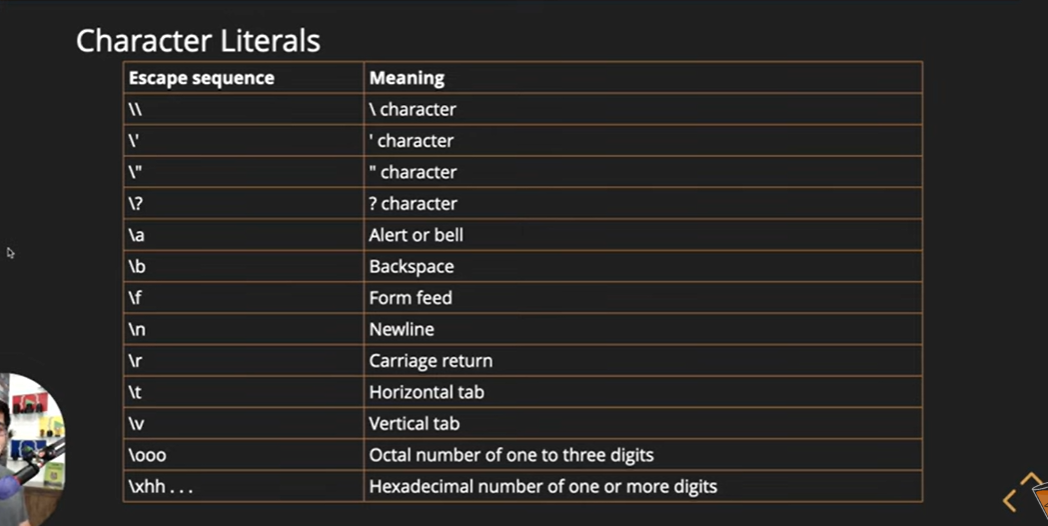 Character Literals
Escape sequence Meaning
\\ \ character
\' ' character
\" " character
\? ? character
\a Alert or bell
\b Backspace
\f Form feed
\n Newline
\r Carriage return
\t Horizontal tab
\v Vertical tab
\ooo Octal number of one to three digits
\xhh . . . Hexadecimal number of one or more digits